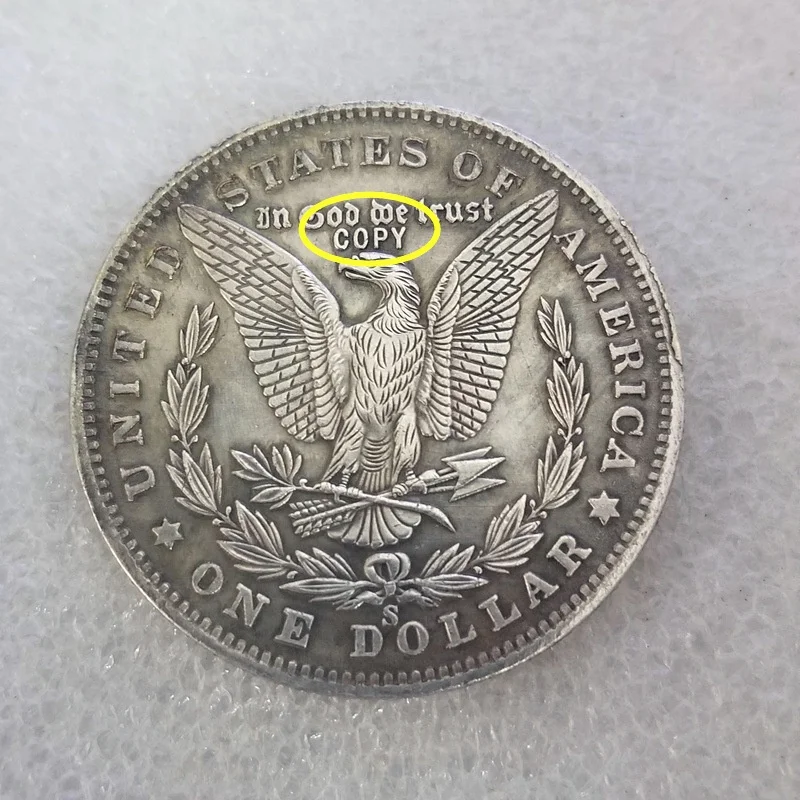 UNITED STATES OF AMERICA
In God we trust
COPY
S
ONE DOLLAR